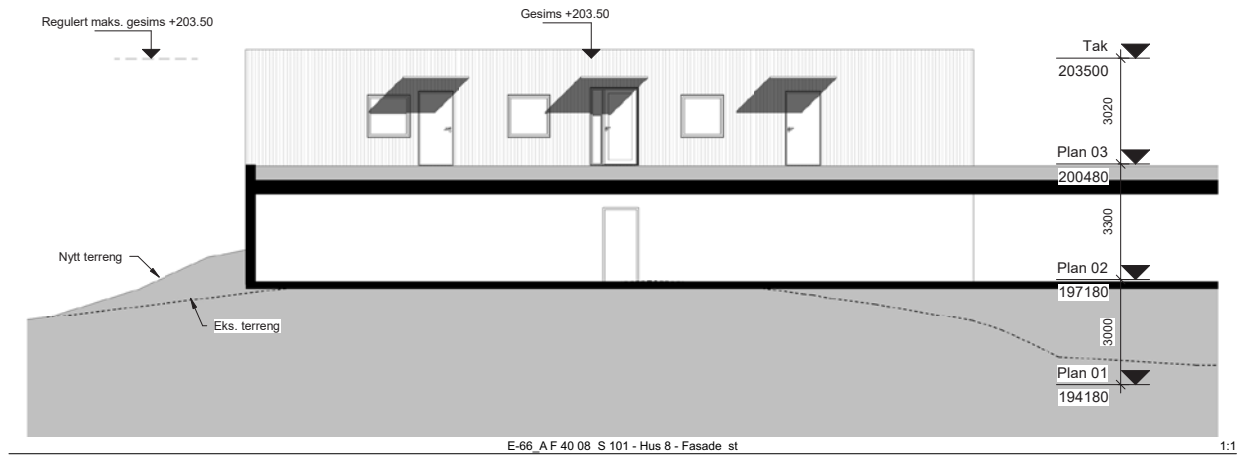 Regulert maks. gesims +203.50
Gesims +203.50
Tak
203500
3020
Plan 03
200480
3300
Nytt terreng
Plan 02
197180
Eks. terreng
3000
Plan 01
194180
E-66_A F 40 08 S 101 - Hus 8 - Fasade st
1:1